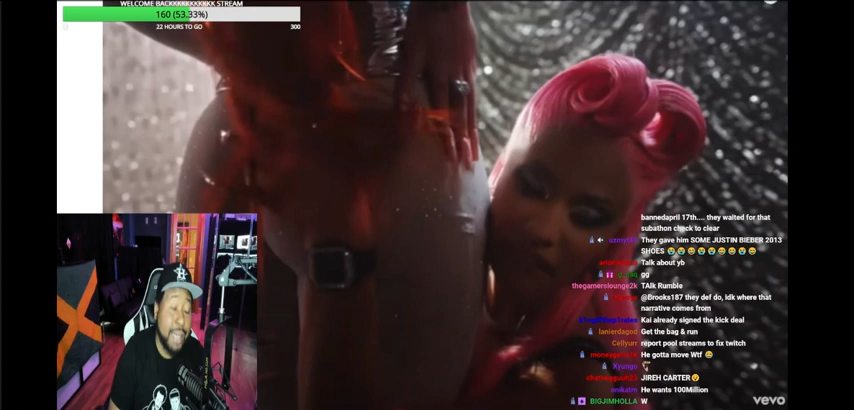 WELCOME BACKKKKKKKKKKK STREAM
160 (53.33%)
22 HOURS TO GO
300
bannedapril 17th.... they waited for that
subathon check to clear
They gave him SOME JUSTIN BIEBER 2013
SHOES 😭😭😭😭😭😭😭😭
Talk about yb
gg
thegamerslounge2k TAlk Rumble
@Brooks187 they def do, Idk where that
narrative comes from
Kai already signed the kick deal
lanierdagod Get the bag & run
Cellyurr report pool streams to fix twitch
He gotta move Wtf 😂
Xyungo
JIREH CARTER 😮
He wants 100Million
BIGJIMHOLLA W
vevo